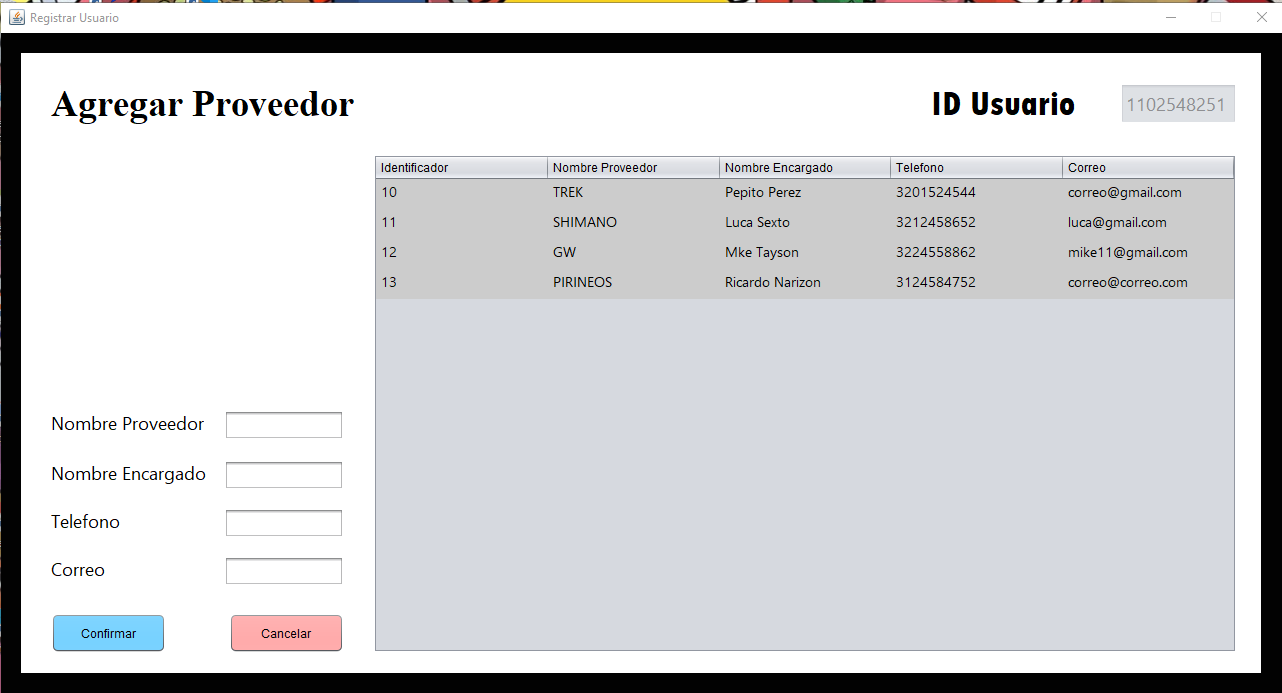 Registrar Usuario
Agregar Proveedor
ID Usuario 1102548251
Identificador Nombre Proveedor Nombre Encargado Telefono Correo
10 TREK Pepito Perez 3201524544 correo@gmail.com
11 SHIMANO Luca Sexto 3212458652 luca@gmail.com
12 GW Mke Tayson 3224558862 mike11@gmail.com
13 PIRINEOS Ricardo Narizon 3124584752 correo@correo.com
Nombre Proveedor
Nombre Encargado
Telefono
Correo
Confirmar Cancelar